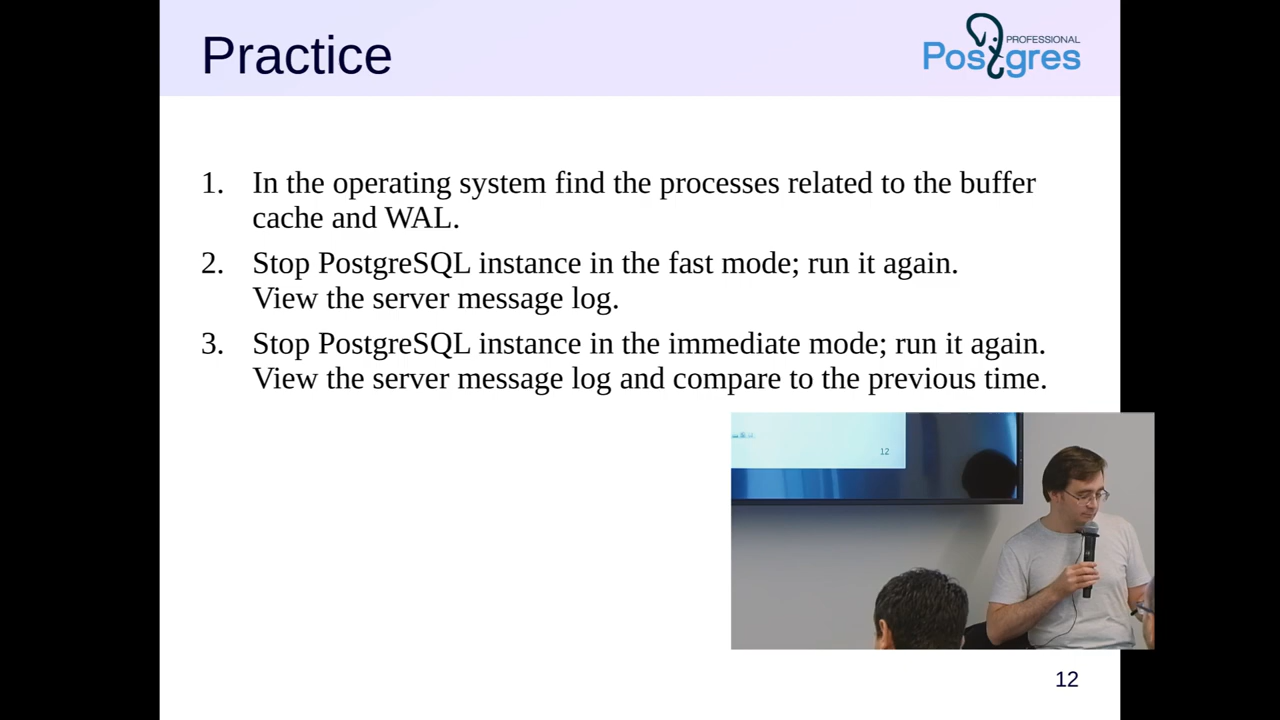 Practice
PROFESSIONAL
Postgres
1. In the operating system find the processes related to the buffer
cache and WAL.
2. Stop PostgreSQL instance in the fast mode; run it again.
View the server message log.
3. Stop PostgreSQL instance in the immediate mode; run it again.
View the server message log and compare to the previous time.
12
12